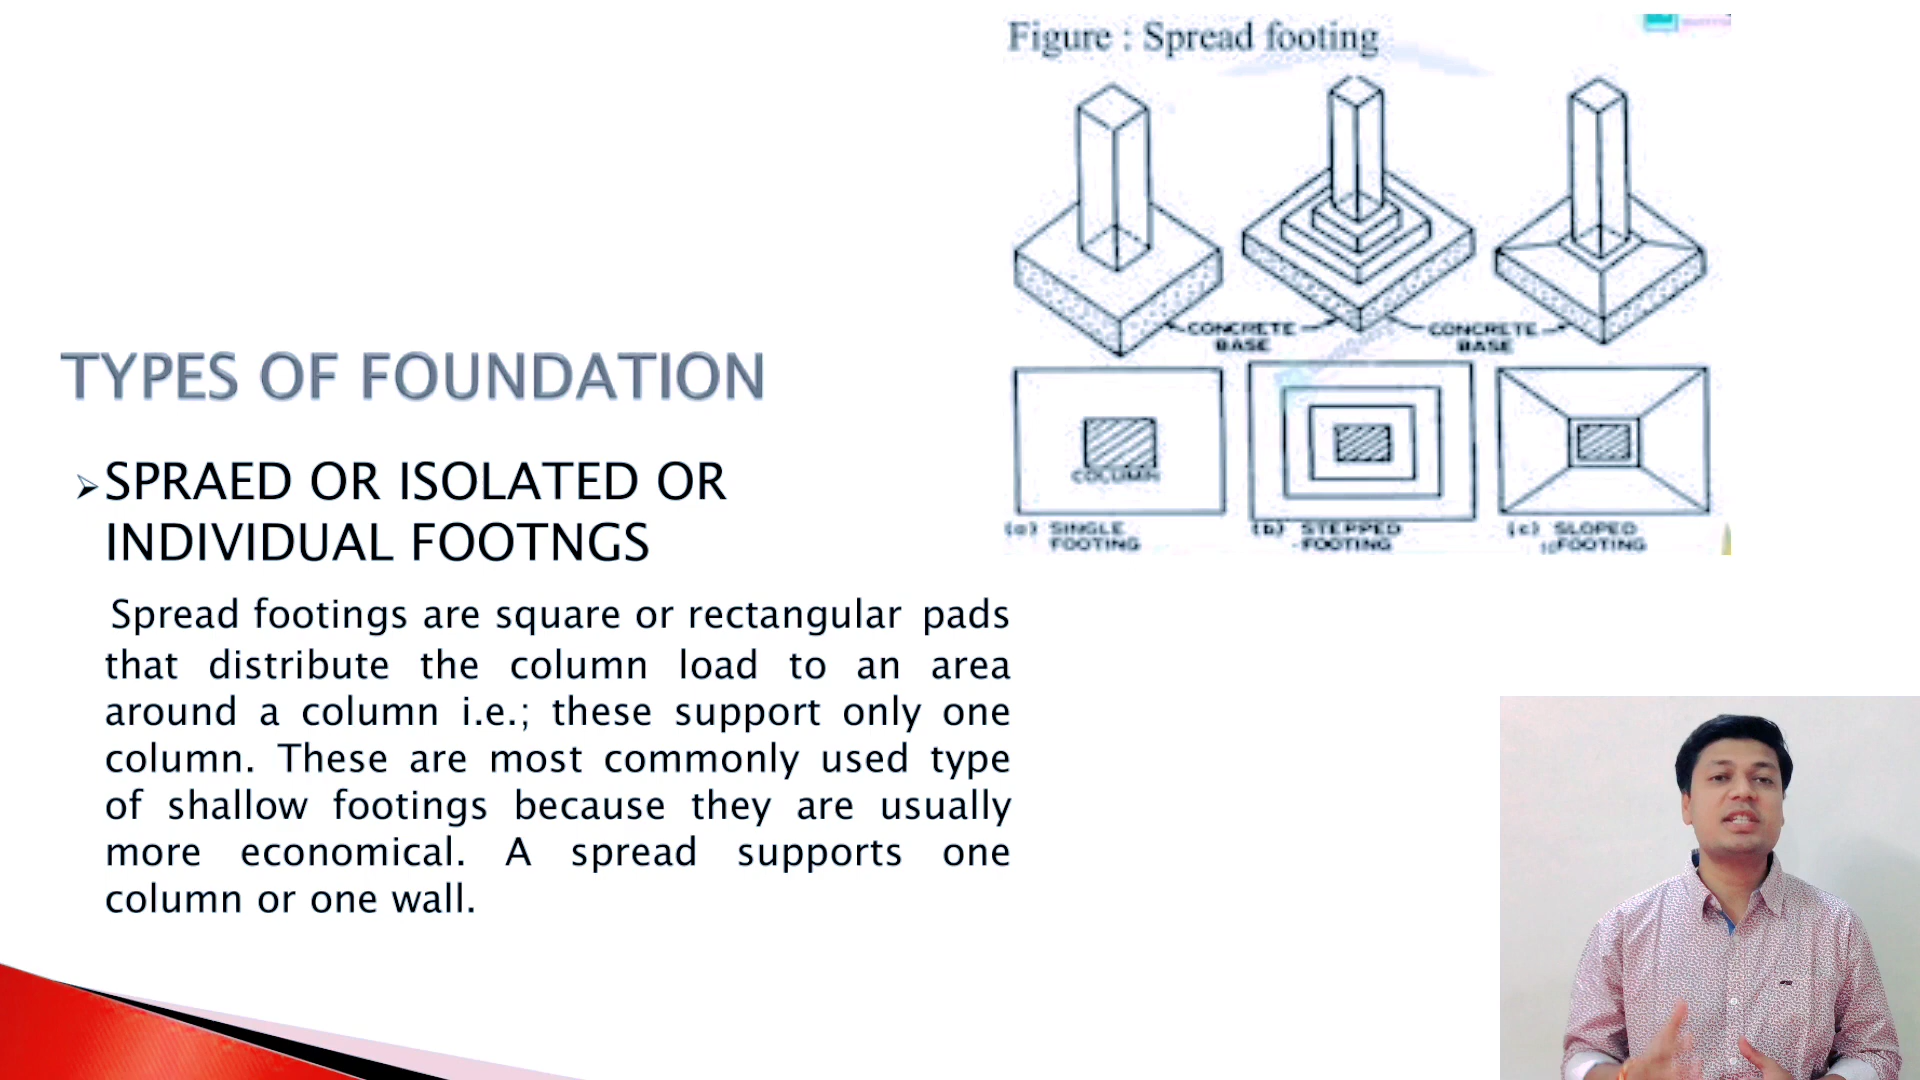 Figure : Spread footing
CONCRETE BASE
CONCRETE BASE
COLUMN
(a) SINGLE FOOTING
(b) STEPPED FOOTING
(c) SLOPED FOOTING
TYPES OF FOUNDATION
SPRAED OR ISOLATED OR
INDIVIDUAL FOOTNGS
Spread footings are square or rectangular pads
that distribute the column load to an area
around a column i.e.; these support only one
column. These are most commonly used type
of shallow footings because they are usually
more economical. A spread supports one
column or one wall.